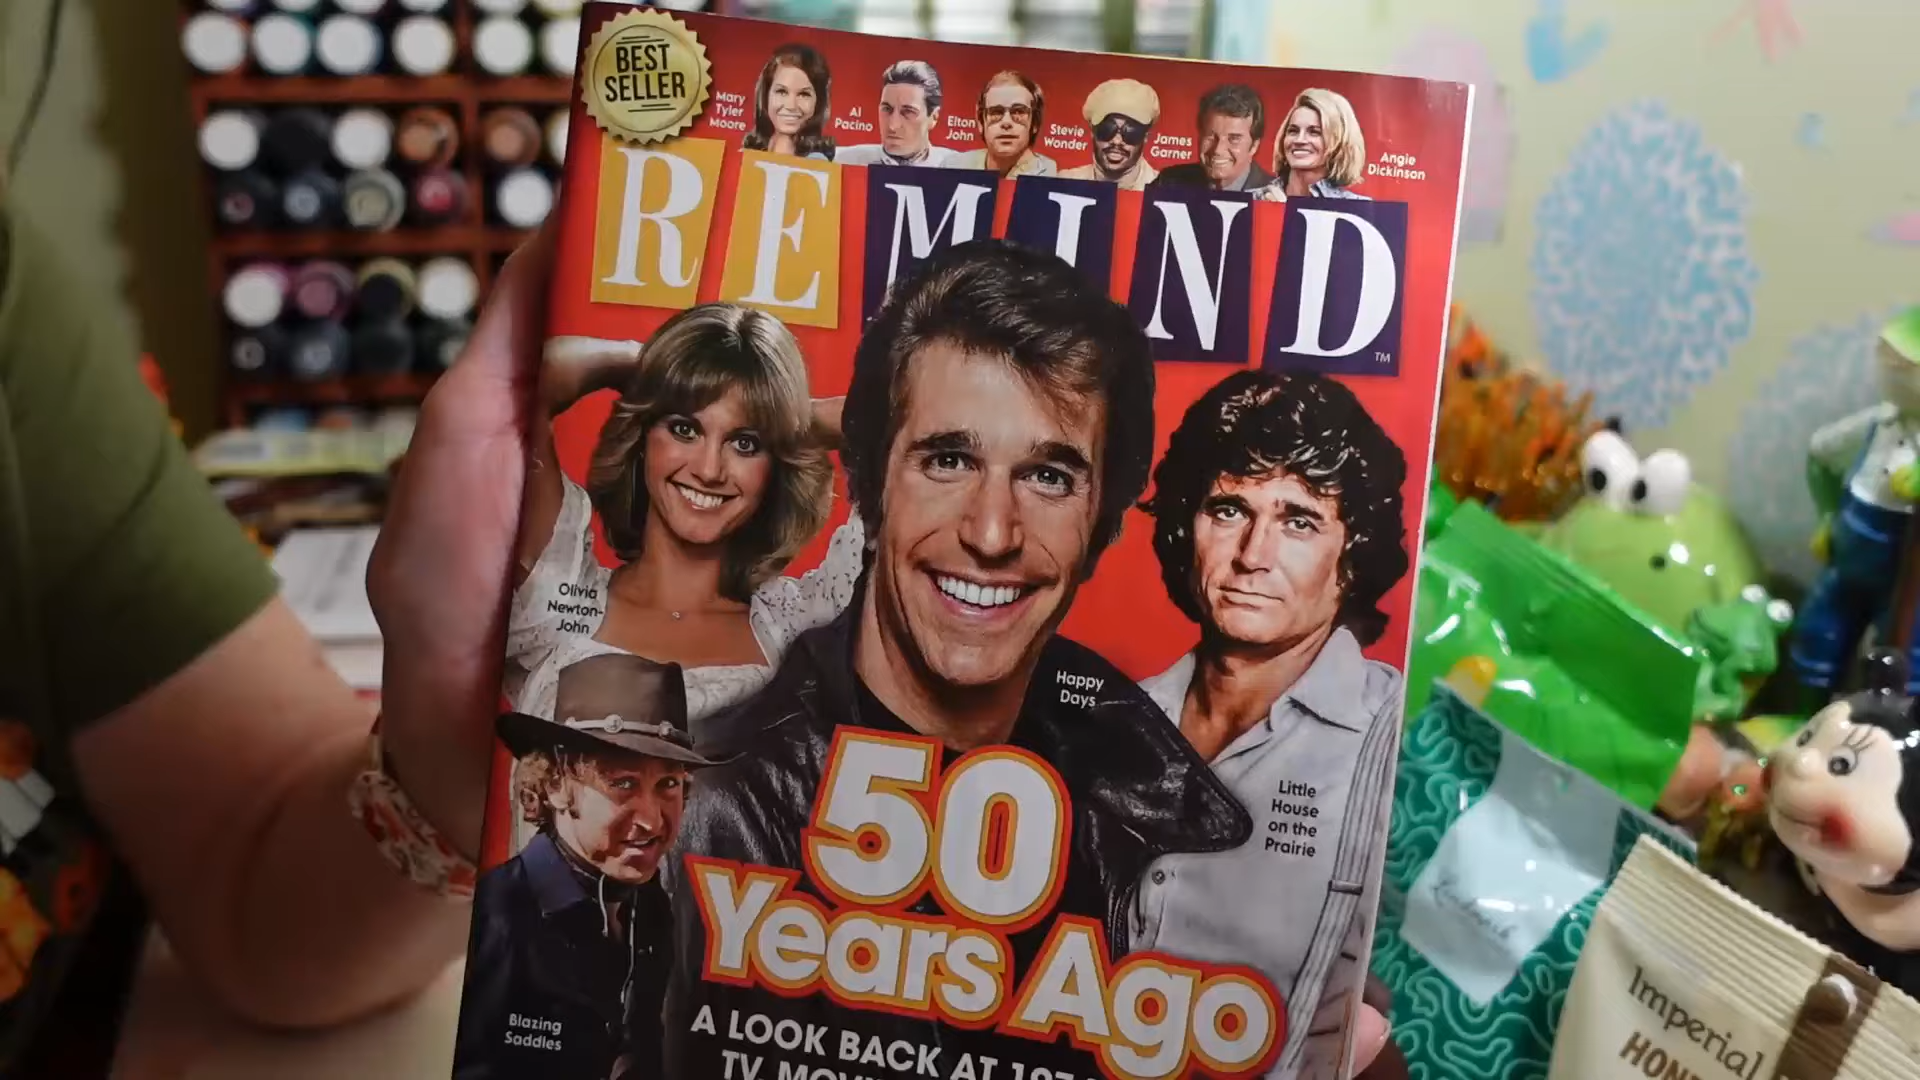 BEST
SELLER
Mary
Tyler
Moore
Al
Pacino
Elton
John
Stevie
Wonder
James
Garner
Angie
Dickinson
REMIND
TM
Olivia
Newton-
John
Happy
Days
Little
House
on the
Prairie
Blazing
Saddles
50
Years Ago
A LOOK BACK AT
TV,
Imperial